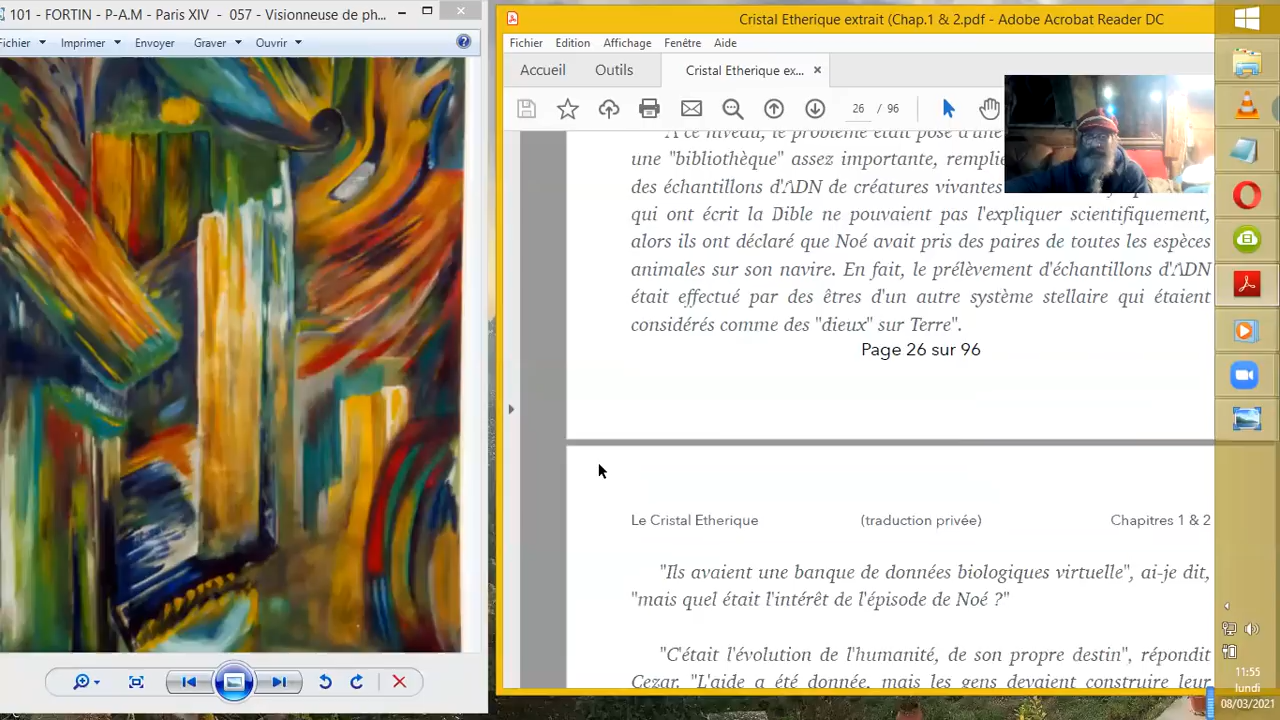 101 - FORTIN - P-A.M - Paris XIV - 057 - Visionneuse de ph...
Fichier Imprimer Envoyer Graver Ouvrir
Cristal Etherique extrait (Chap.1 & 2.pdf - Adobe Acrobat Reader DC
Fichier Edition Affichage Fenêtre Aide
Accueil Outils Cristal Etherique ex...
26 / 96
A ce niveau, le problème était posé d'une
une "bibliothèque" assez importante, remplie
des échantillons d'ADN de créatures vivantes
qui ont écrit la Bible ne pouvaient pas l'expliquer scientifiquement,
alors ils ont déclaré que Noé avait pris des paires de toutes les espèces
animales sur son navire. En fait, le prélèvement d'échantillons d'ADN
était effectué par des êtres d'un autre système stellaire qui étaient
considérés comme des "dieux" sur Terre".
Page 26 sur 96
Le Cristal Etherique (traduction privée) Chapitres 1 & 2
"Ils avaient une banque de données biologiques virtuelle", ai-je dit,
"mais quel était l'intérêt de l'épisode de Noé ?"
"C'était l'évolution de l'humanité, de son propre destin", répondit
Cezar. "L'aide a été donnée, mais les gens devaient construire leur
11:55
lundi
08/03/2021